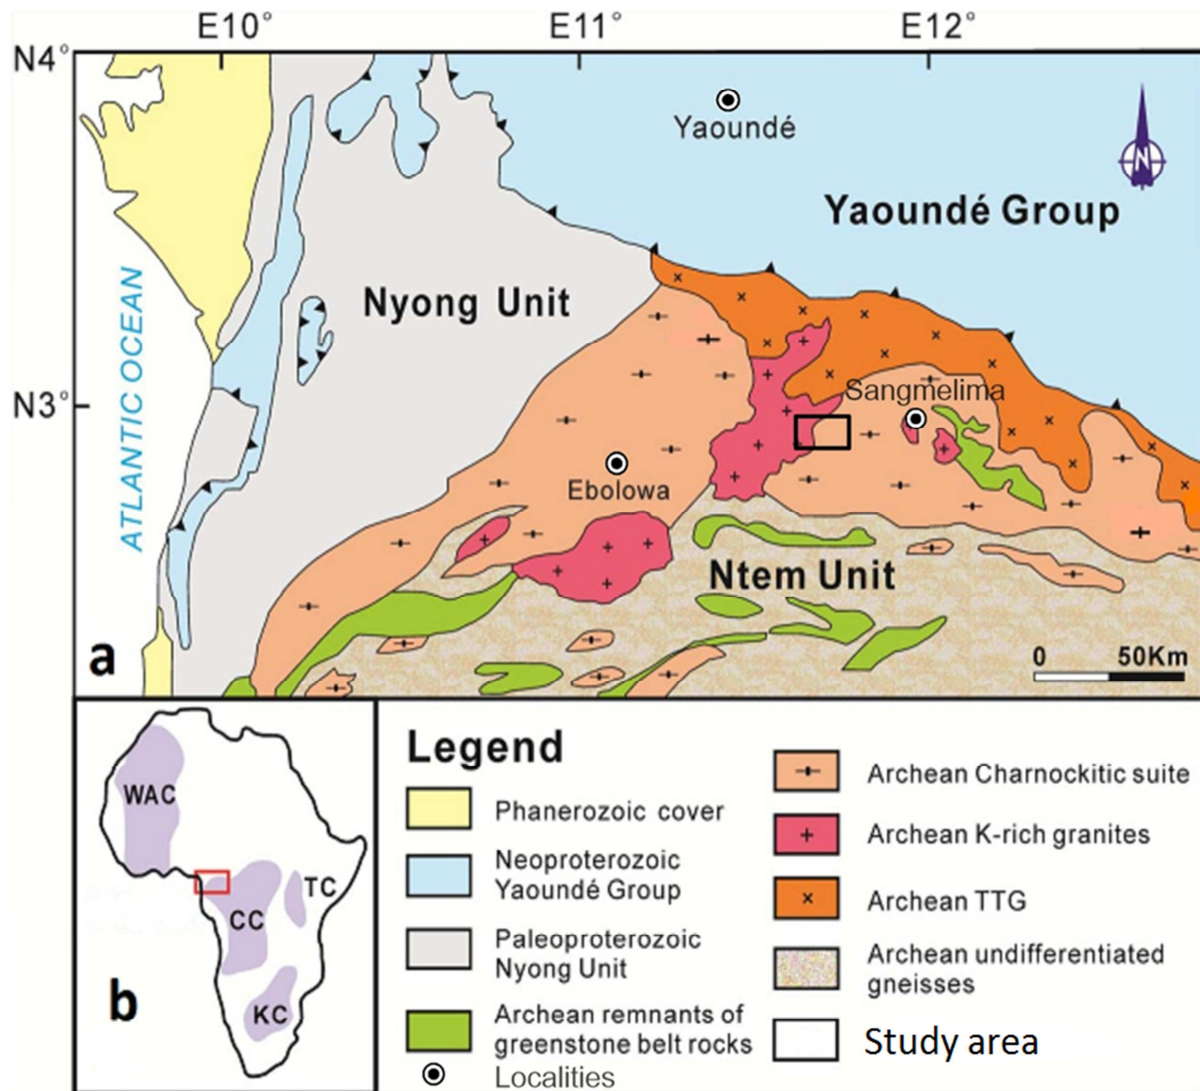 E10° E11° E12°
N4°
Yaoundé
N
Yaoundé Group
ATLANTIC OCEAN
Nyong Unit
N3°
Sangmelima
Ebolowa
Ntem Unit
a
0 50Km
WAC
TC
CC
KC
b
Legend
Phanerozoic cover
Neoproterozoic
Yaoundé Group
Paleoproterozoic
Nyong Unit
Archean remnants of
greenstone belt rocks
Localities
Archean Charnockitic suite
Archean K-rich granites
Archean TTG
Archean undifferentiated
gneisses
Study area